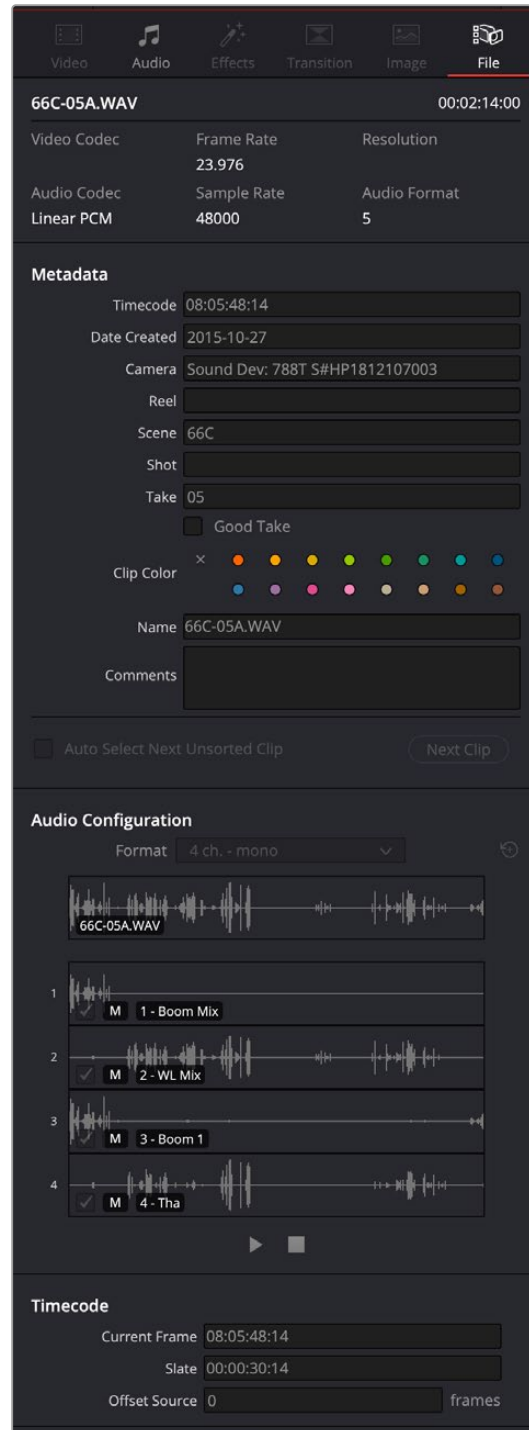 Video Audio Effects Transition Image File
66C-05A.WAV 00:02:14:00
Video Codec Frame Rate Resolution
23.976
Audio Codec Sample Rate Audio Format
Linear PCM 48000 5
Metadata
Timecode 08:05:48:14
Date Created 2015-10-27
Camera Sound Dev: 788T S#HP1812107003
Reel
Scene 66C
Shot
Take 05
Good Take
Clip Color
Name 66C-05A.WAV
Comments
Auto Select Next Unsorted Clip Next Clip
Audio Configuration
Format 4 ch. - mono
66C-05A.WAV
1 M 1 - Boom Mix
2 M 2 - WL Mix
3 M 3 - Boom 1
4 M 4 - Tha
Timecode
Current Frame 08:05:48:14
Slate 00:00:30:14
Offset Source 0 frames